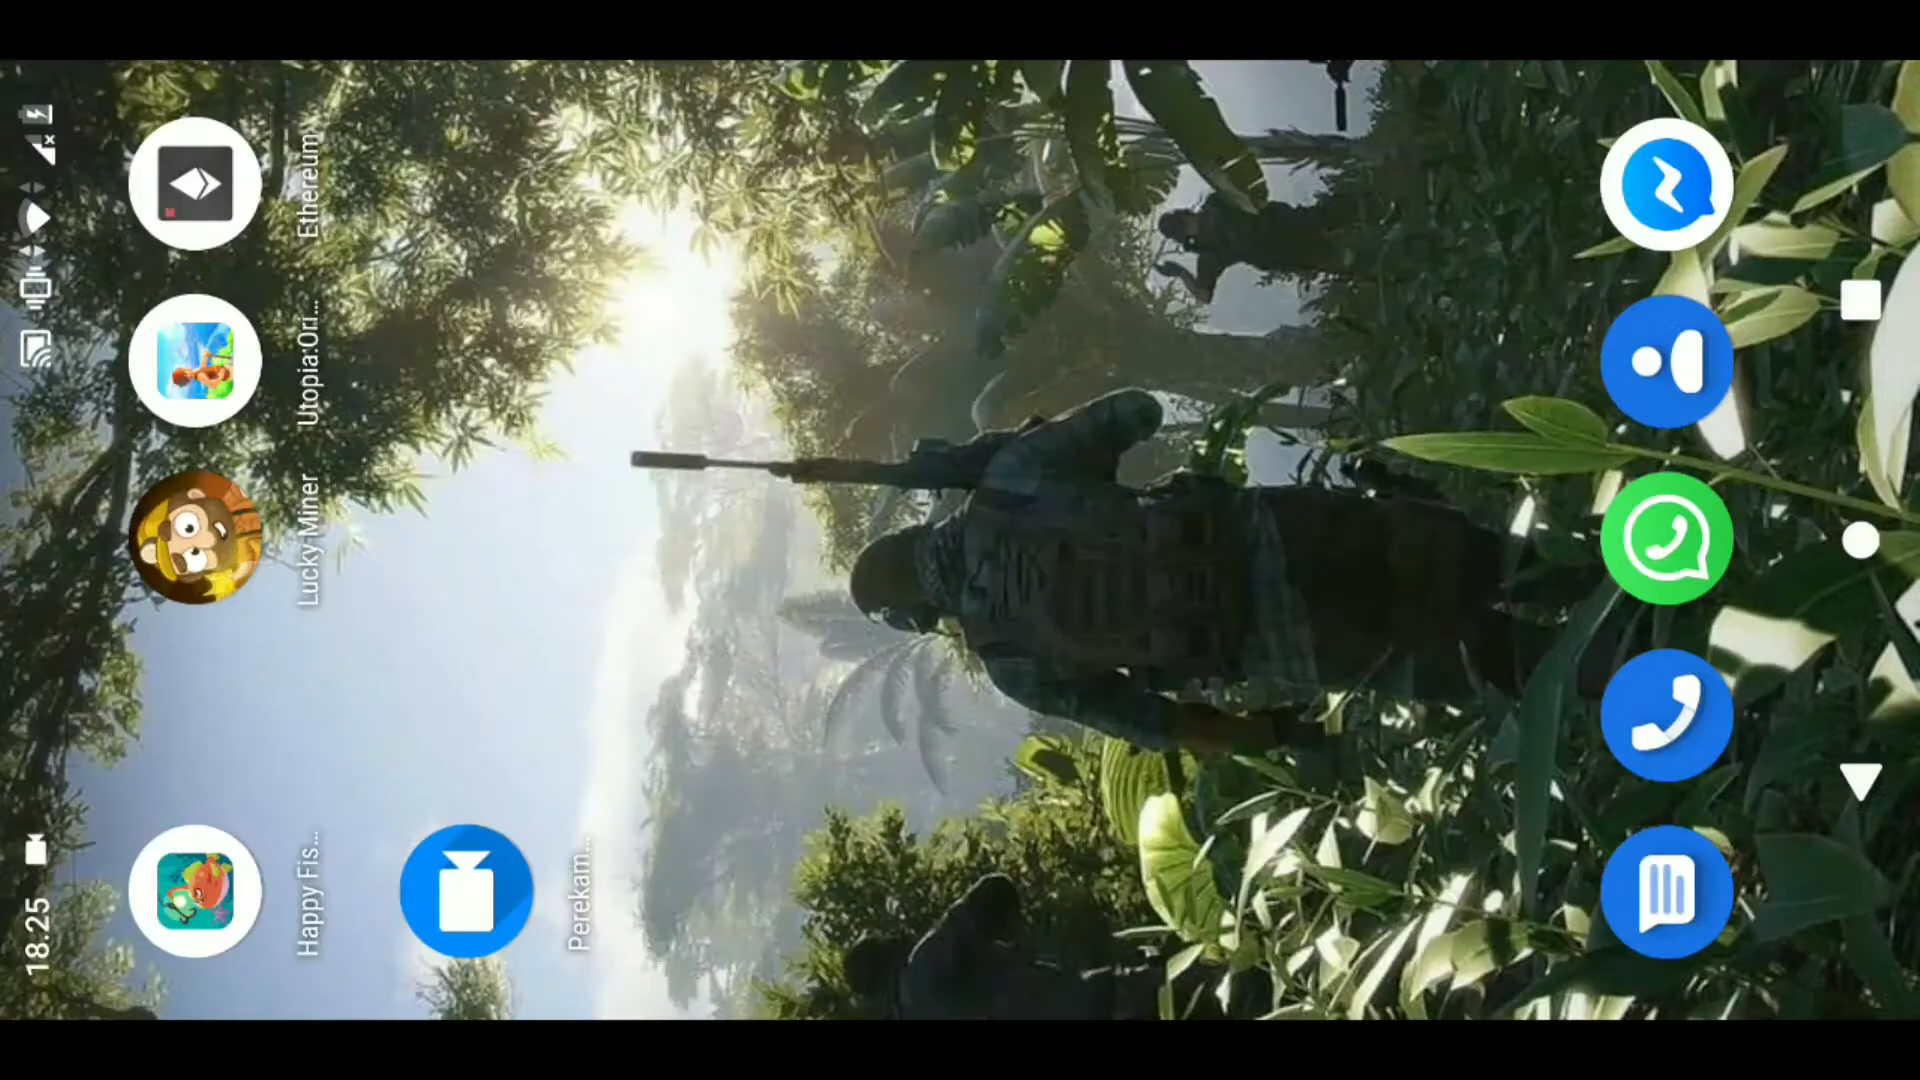 18.25
Happy Fis...
Lucky Miner
Utopia:Ori...
Ethereum
Perekam...